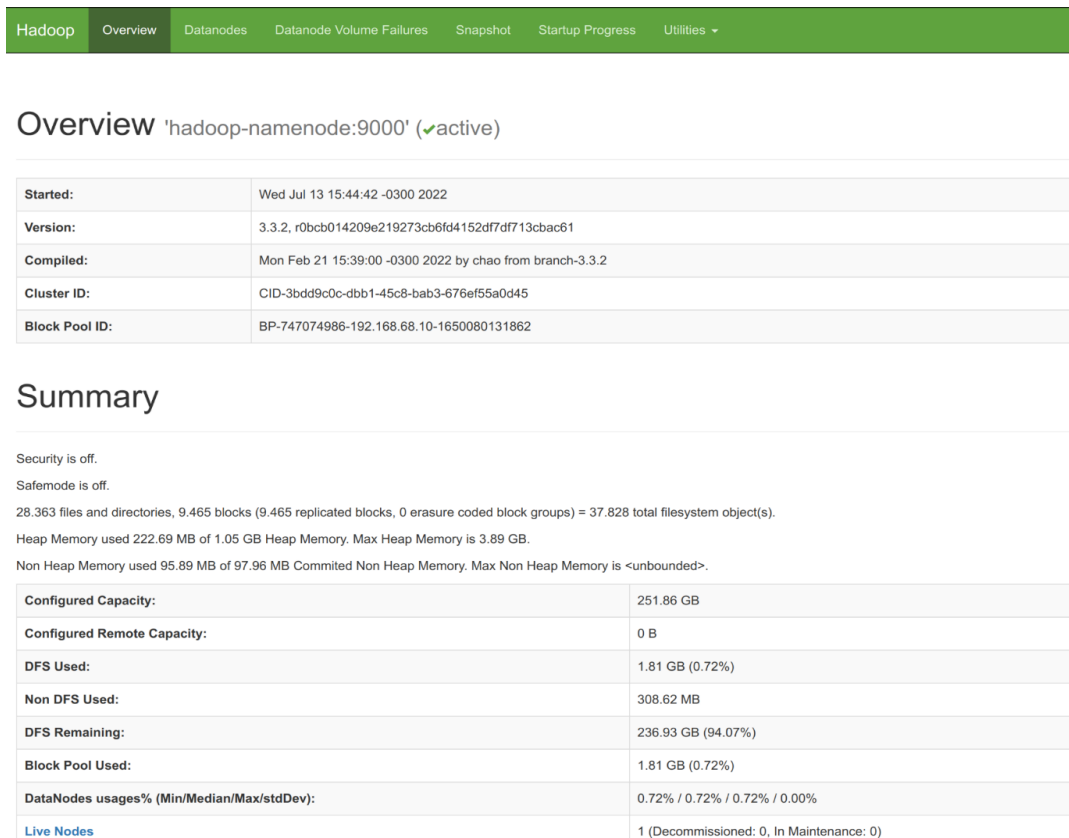 Hadoop Overview Datanodes Datanode Volume Failures Snapshot Startup Progress Utilities
Overview 'hadoop-namenode:9000' (✔active)
Started: Wed Jul 13 15:44:42 -0300 2022
Version: 3.3.2, r0bcb014209e219273cb6fd4152df7df713cbac61
Compiled: Mon Feb 21 15:39:00 -0300 2022 by chao from branch-3.3.2
Cluster ID: CID-3bdd9c0c-dbb1-45c8-bab3-676ef55a0d45
Block Pool ID: BP-747074986-192.168.68.10-1650080131862
Summary
Security is off.
Safemode is off.
28.363 files and directories, 9.465 blocks (9.465 replicated blocks, 0 erasure coded block groups) = 37.828 total filesystem object(s).
Heap Memory used 222.69 MB of 1.05 GB Heap Memory. Max Heap Memory is 3.89 GB.
Non Heap Memory used 95.89 MB of 97.96 MB Commited Non Heap Memory. Max Non Heap Memory is <unbounded>.
Configured Capacity: 251.86 GB
Configured Remote Capacity: 0 B
DFS Used: 1.81 GB (0.72%)
Non DFS Used: 308.62 MB
DFS Remaining: 236.93 GB (94.07%)
Block Pool Used: 1.81 GB (0.72%)
DataNodes usages% (Min/Median/Max/stdDev): 0.72% / 0.72% / 0.72% / 0.00%
Live Nodes 1 (Decommissioned: 0, In Maintenance: 0)